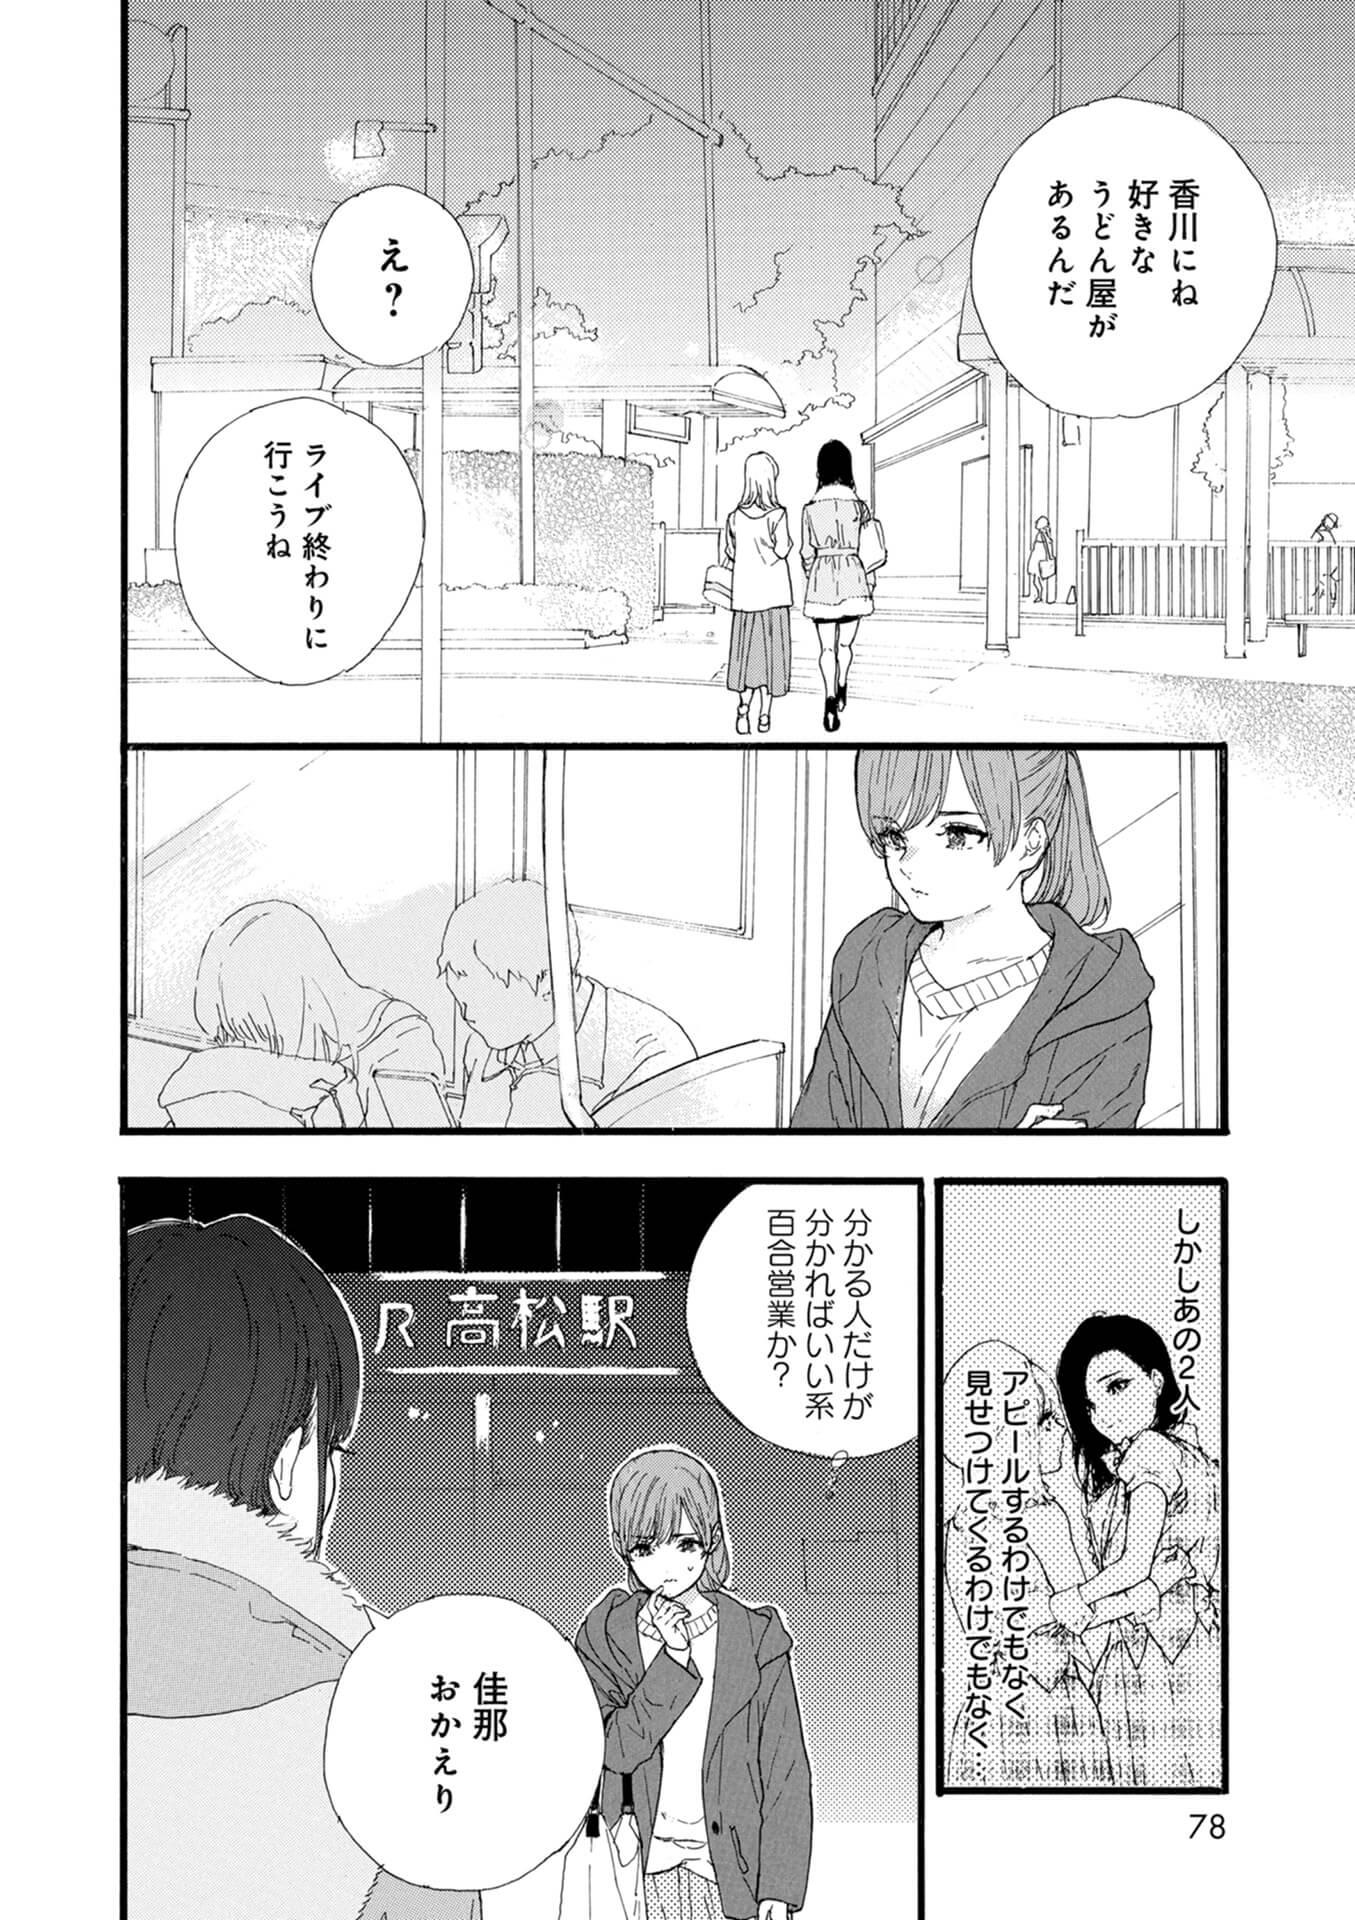 香川にね
好きな
うどん屋が
あるんだ
え?
ライブ終わりに
行こうね
しかしあの2人
アピールするわけでもなく
見せつけてくるわけでもなく…
分かる人だけが
分かればいい系
百合営業か?
JR高松駅
佳那
おかえり
78